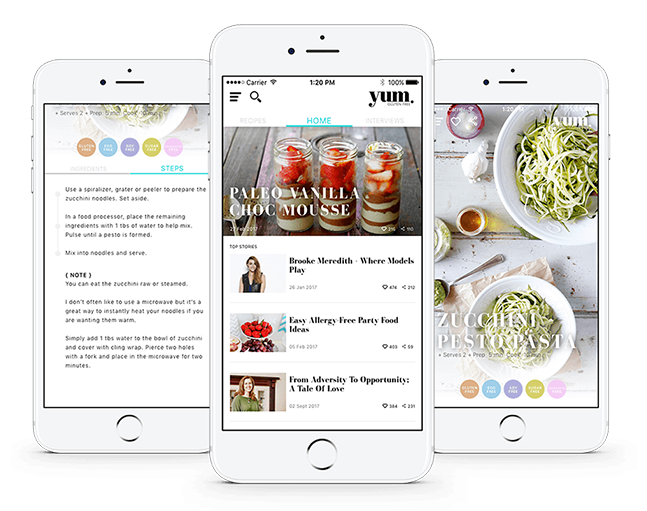 + Serves 2 + Prep: 5 min Cook: 10 min
GLUTEN FREE
EGG FREE
SOY FREE
SUGAR FREE
INGREDIENTS
STEPS
Use a spiralizer, grater or peeler to prepare the
zucchini noodles. Set aside.
In a food processor, place the remaining
ingredients with 1 tbs of water to help mix.
Pulse until a pesto is formed.
Mix into noodles and serve.
( NOTE )
You can eat the zucchini raw or steamed.
I don't often like to use a microwave but it's a
great way to instantly heat your noodles if you
are wanting them warm.
Simply add 1 tbs water to the bowl of zucchini
and cover with cling wrap. Pierce two holes
with a fork and place in the microwave for two
minutes.
Carrier 1:20 PM 100%
yum.
GLUTEN FREE
RECIPES HOME INTERVIEWS
PALEO VANILLA
CHOC MOUSSE
27 Feb 2017 216 110
TOP STORIES
Brooke Meredith - Where Models
Play
26 Jan 2017 474 212
Easy Allergy-Free Party Food
Ideas
05 Feb 2017 403 59
From Adversity To Opportunity;
A Tale Of Love
02 Sept 2017 384 231
yum.
ZUCCHINI
PESTO PASTA
+ Serves 2 + Prep: 5 min Cook: 10 min
GLUTEN FREE
EGG FREE
SOY FREE
SUGAR FREE